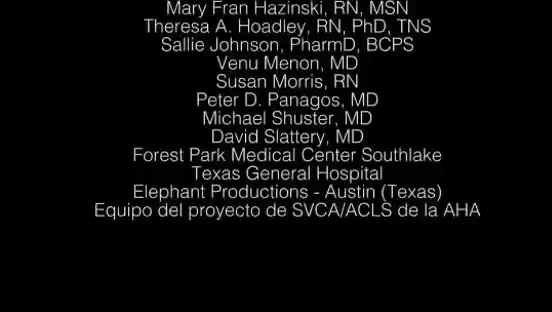 Mary Fran Hazinski, RN, MSN
Theresa A. Hoadley, RN, PhD, TNS
Sallie Johnson, PharmD, BCPS
Venu Menon, MD
Susan Morris, RN
Peter D. Panagos, MD
Michael Shuster, MD
David Slattery, MD
Forest Park Medical Center Southlake
Texas General Hospital
Elephant Productions - Austin (Texas)
Equipo del proyecto de SVCA/ACLS de la AHA